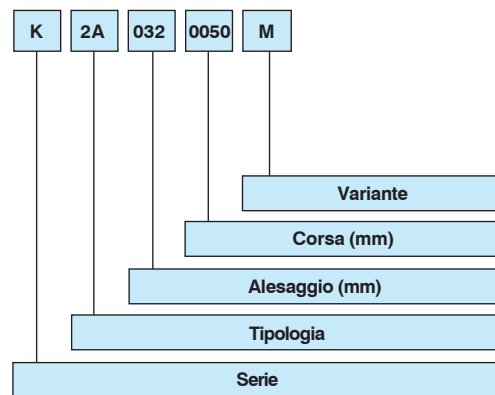 K 2A 032 0050 M
Variante
Corsa (mm)
Alesaggio (mm)
Tipologia
Serie